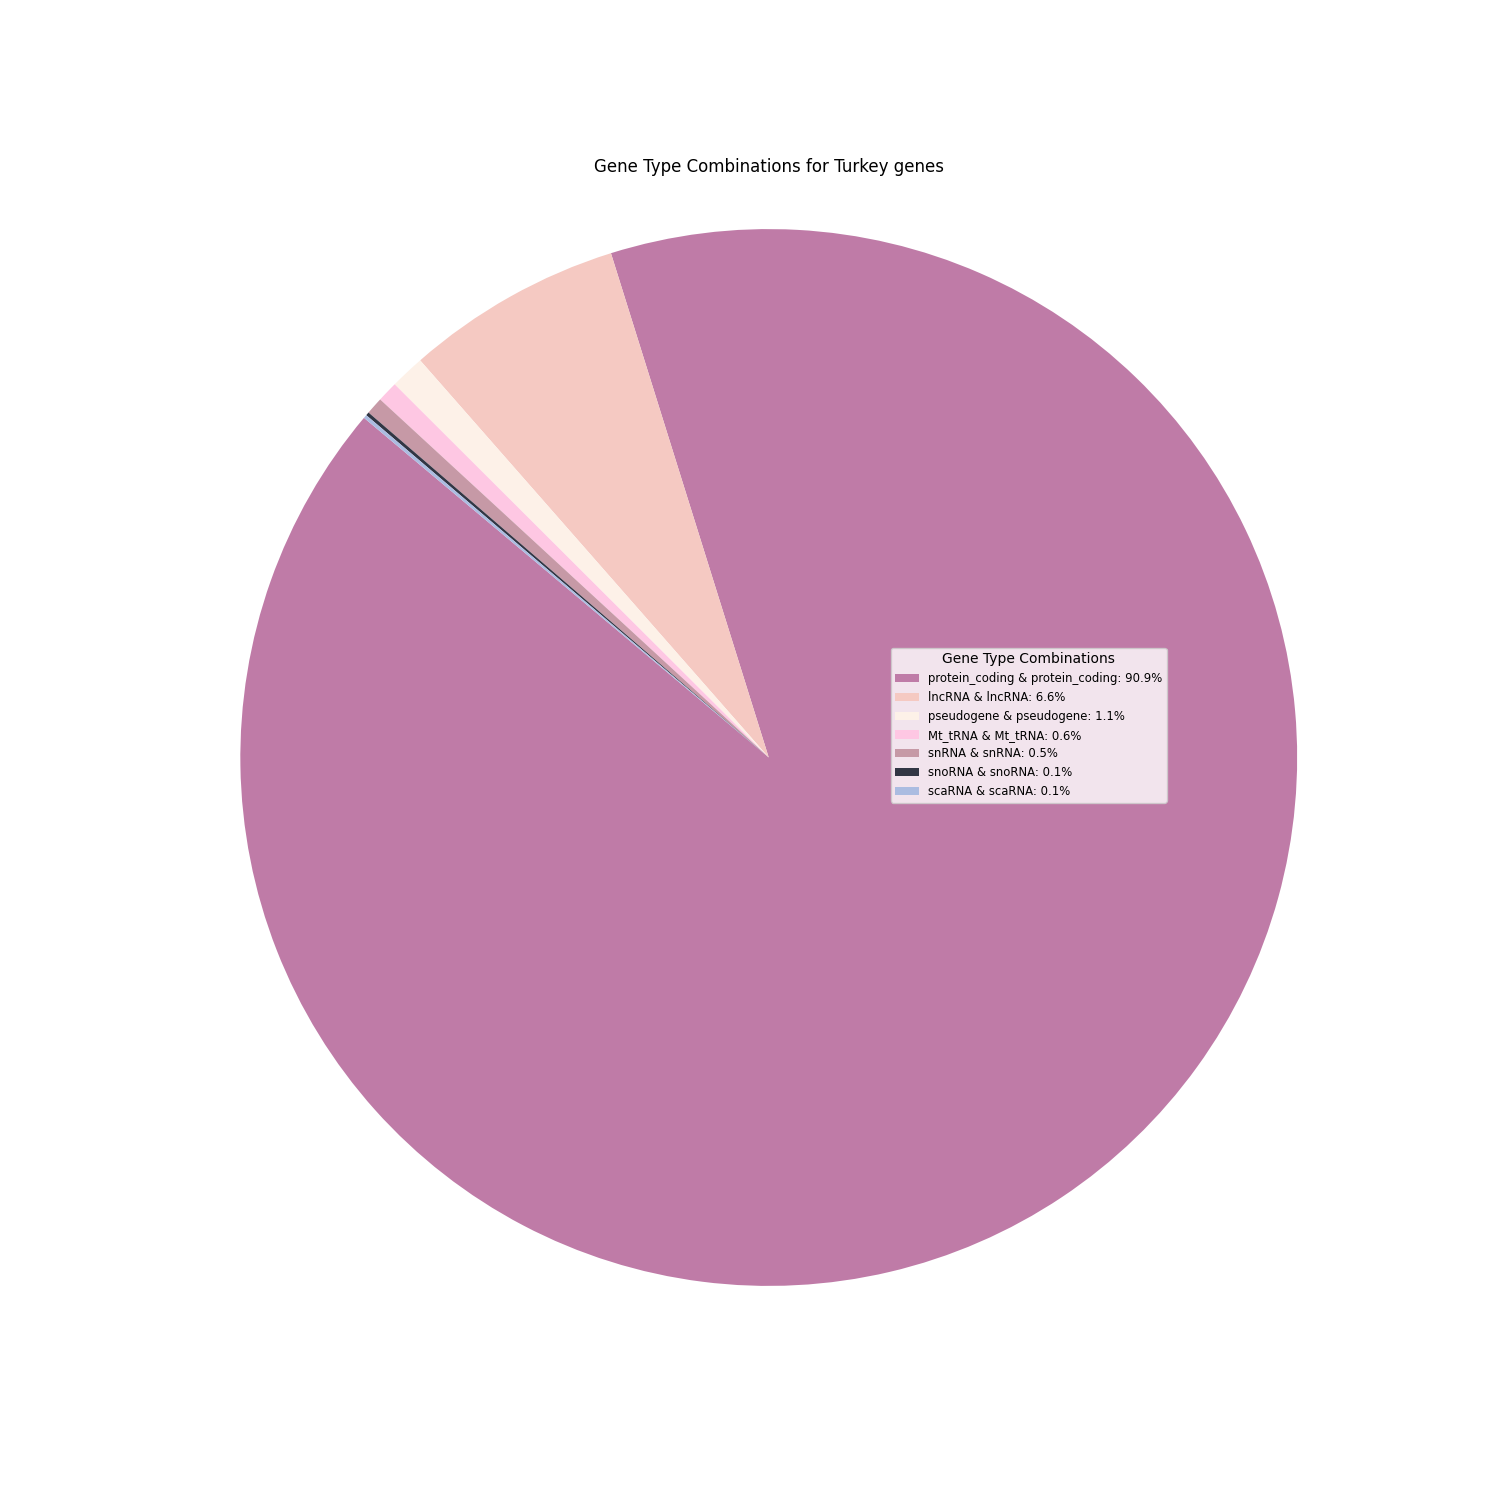 Gene Type Combinations for Turkey genes
Gene Type Combinations
protein_coding & protein_coding: 90.9%
lncRNA & lncRNA: 6.6%
pseudogene & pseudogene: 1.1%
Mt_tRNA & Mt_tRNA: 0.6%
snRNA & snRNA: 0.5%
snoRNA & snoRNA: 0.1%
scaRNA & scaRNA: 0.1%